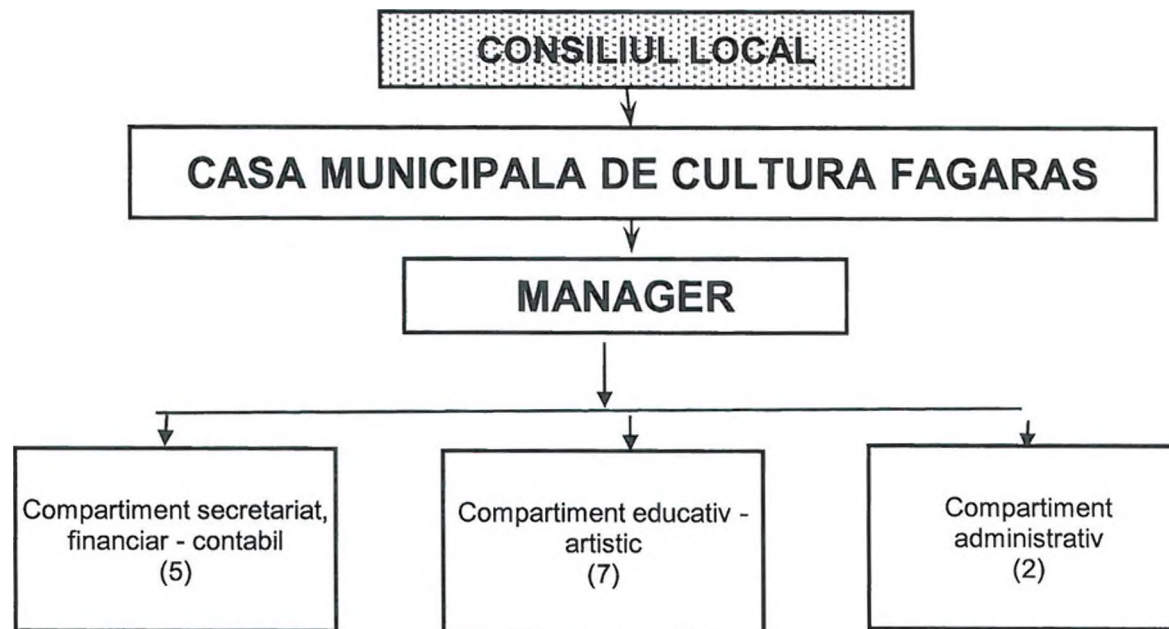 CONSILIUL LOCAL
CASA MUNICIPALA DE CULTURA FAGARAS
MANAGER
Compartiment secretariat,
financiar - contabil
(5)
Compartiment educativ -
artistic
(7)
Compartiment
administrativ
(2)